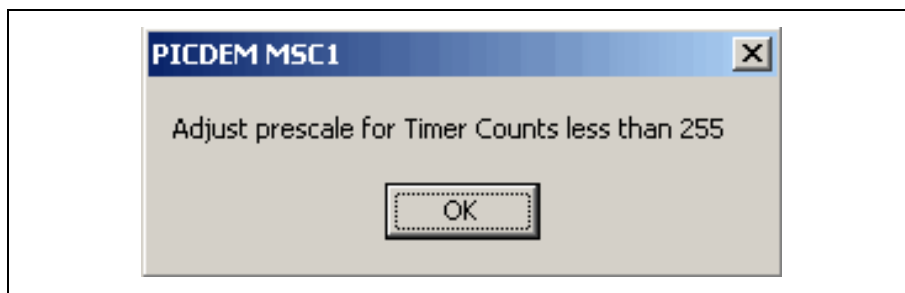 PICDEM MSC1
Adjust prescale for Timer Counts less than 255
OK